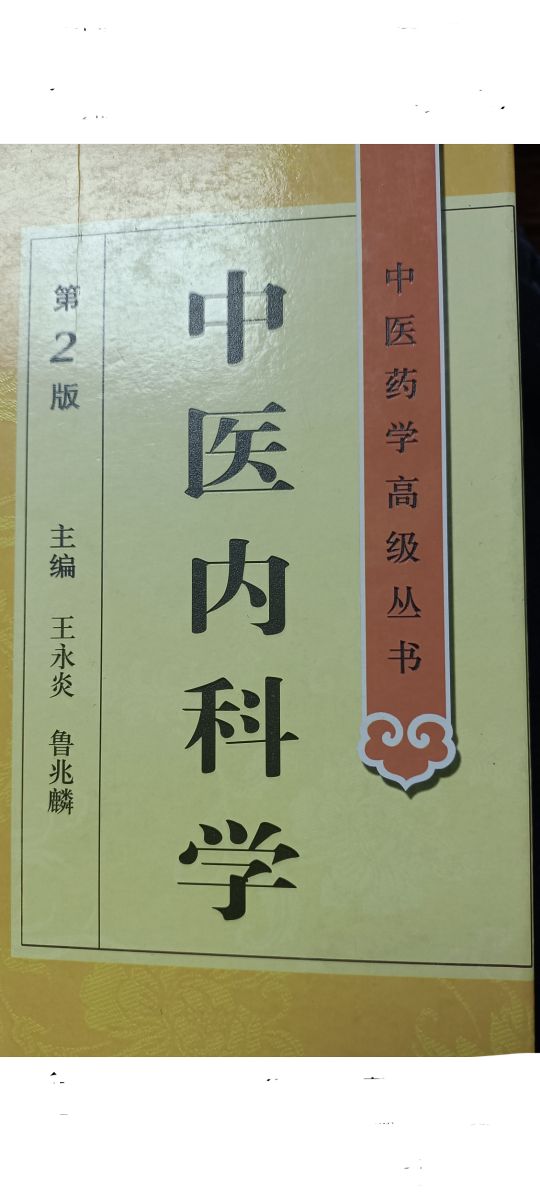 中医药学高级丛书
中医内科学
第2版
主编 王永炎 鲁兆麟